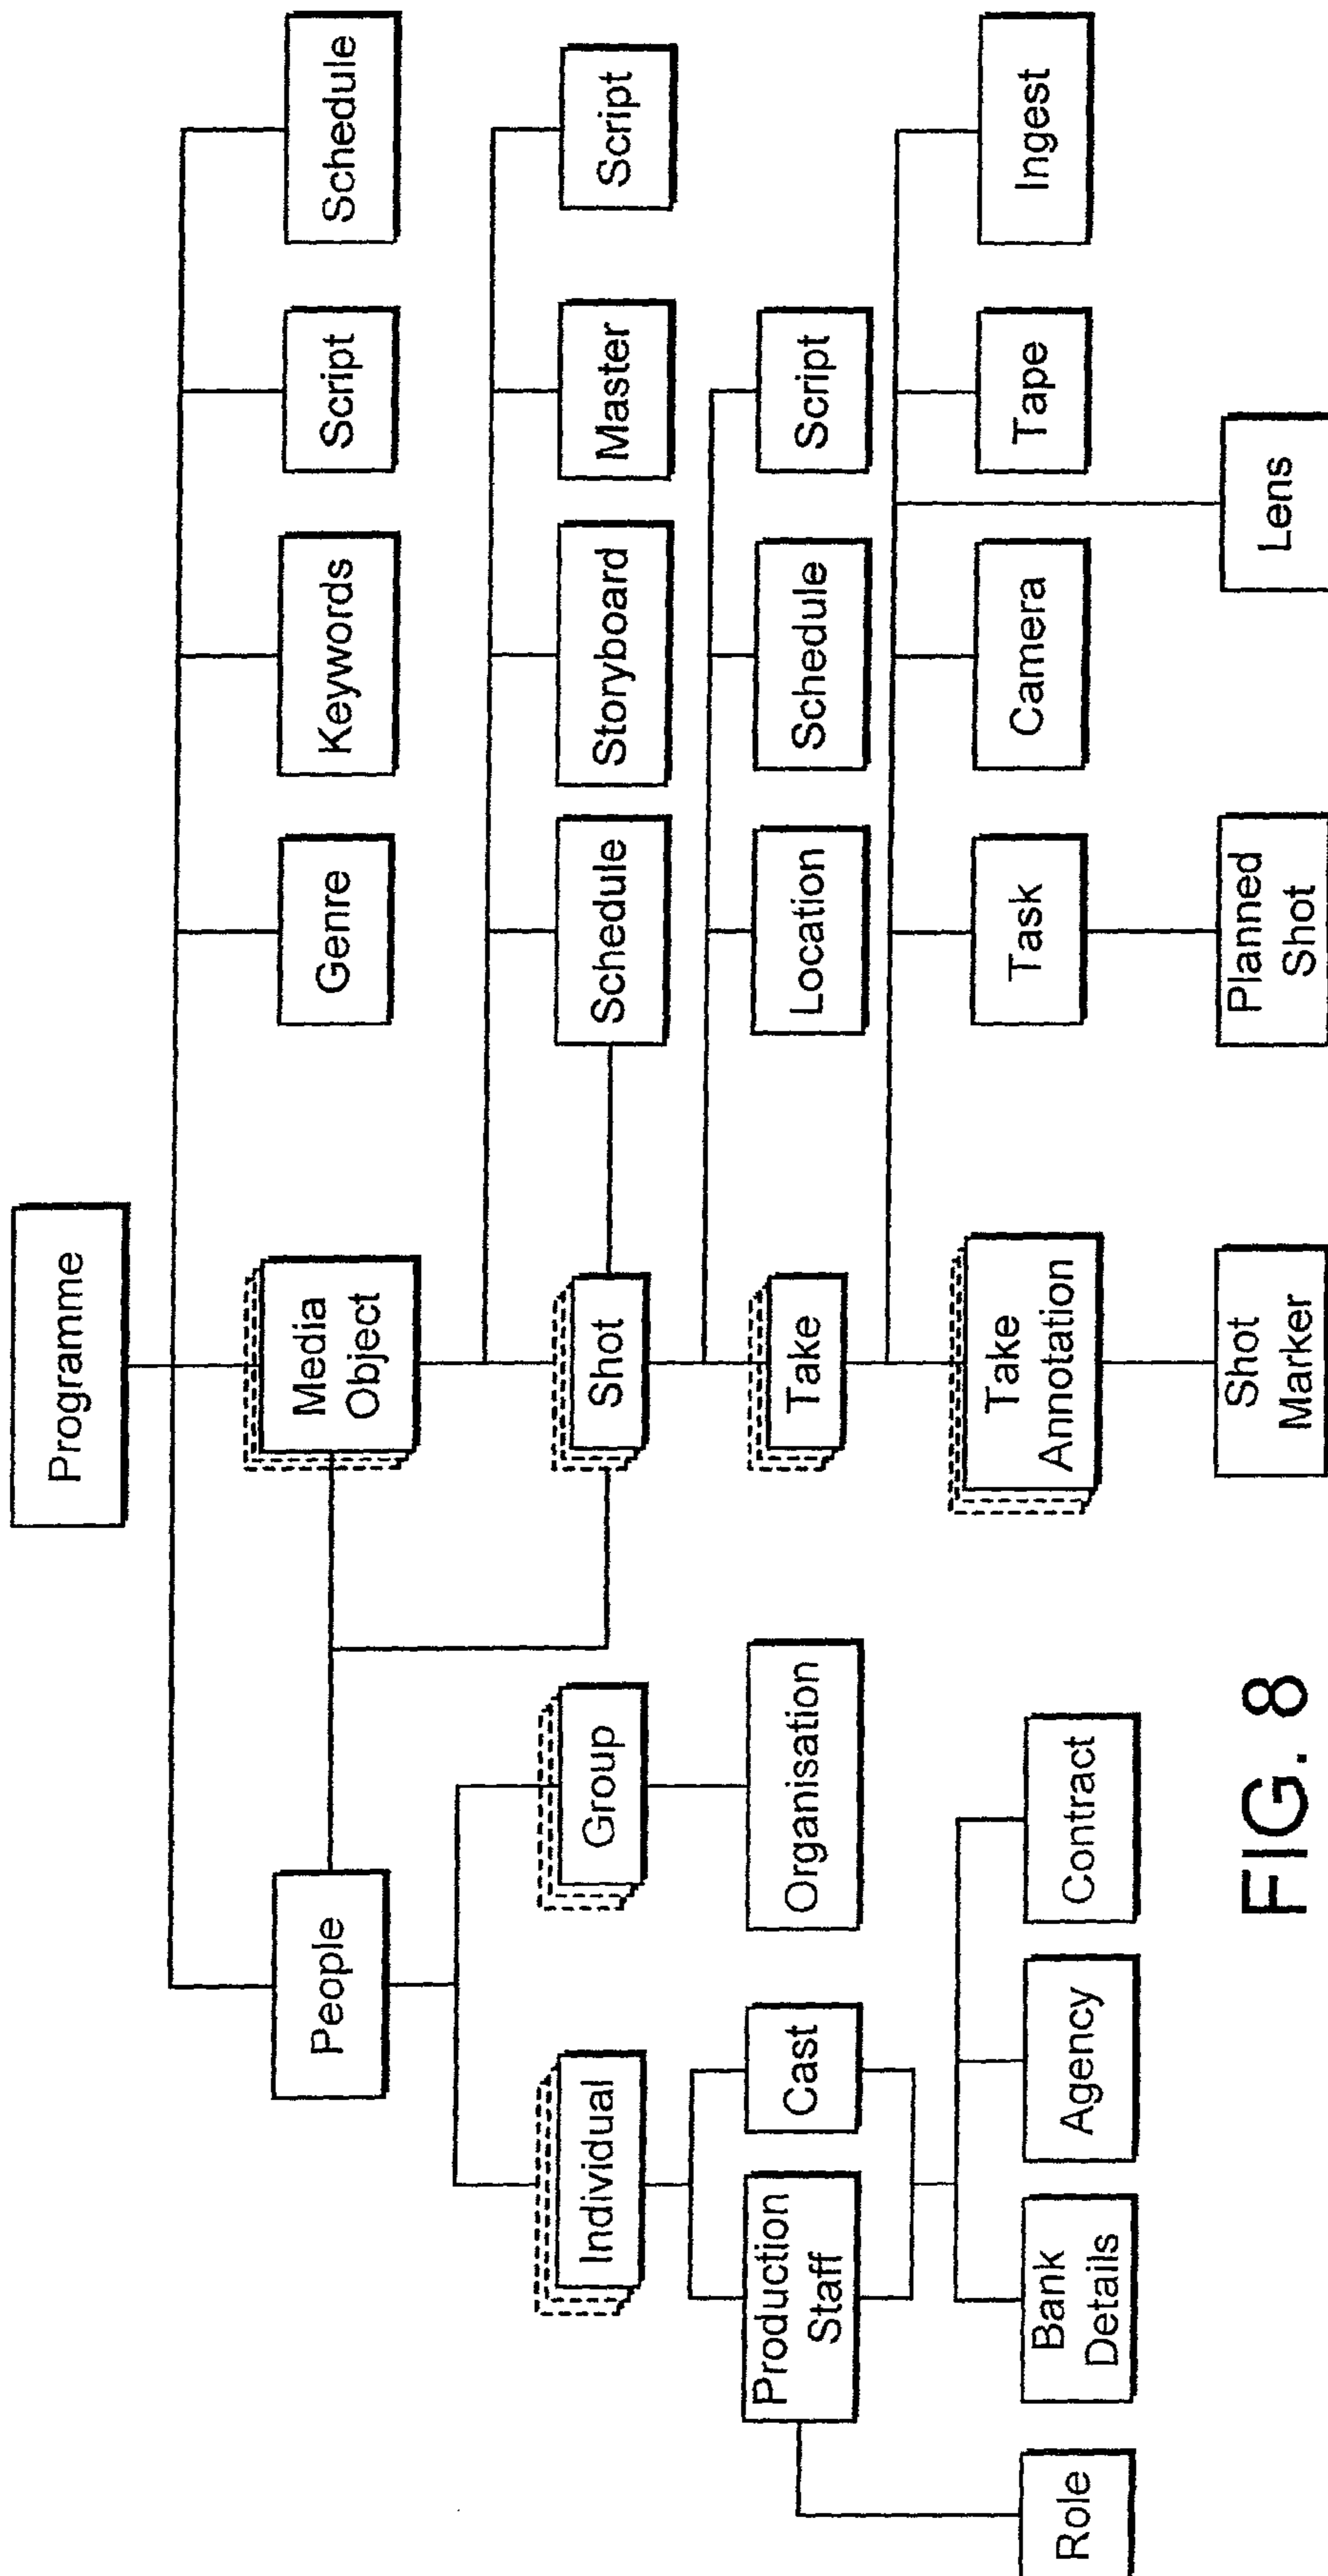 Programme
People
Media
Object
Genre
Keywords
Script
Schedule
Individual
Group
Shot
Schedule
Storyboard
Master
Script
Production
Staff
Cast
Organisation
Take
Location
Schedule
Script
Role
Bank
Details
Agency
Contract
Take
Annotation
Task
Camera
Tape
Ingest
Shot
Marker
Planned
Shot
Lens
FIG. 8